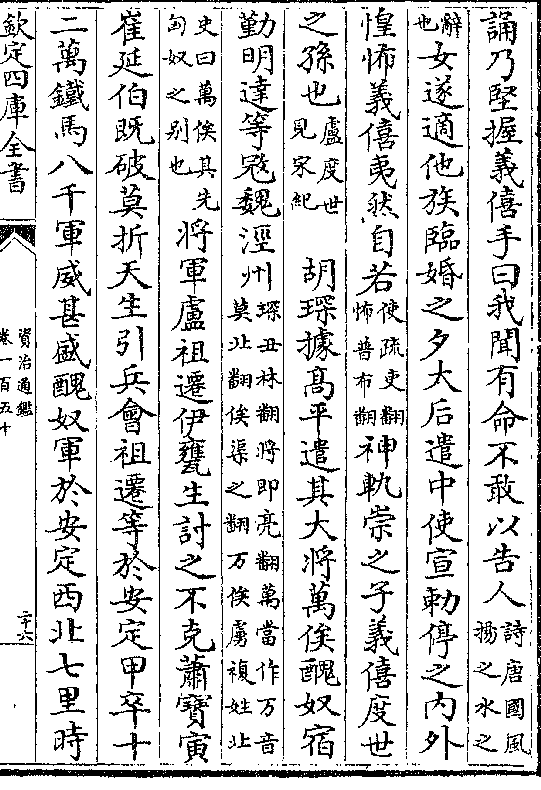 誦乃堅握義僖手曰我聞有命不敢以告人詩唐國風揚之水之
辭也女遂適他族臨婚之夕大后遣中使宣勅停之内外
惶怖義僖夷然自若使疏吏翻怖普布翻神軌崇之子義僖度世
之孫也盧度世見宋紀 胡琛據髙平遣其大將萬俟醜奴宿
勤明達等宼魏涇州琛丑林翻將即亮翻萬當作万音莫北翻俟渠之翻万俟虜複姓北
史曰萬俟其先匈奴之别也將軍盧祖遷伊甕生討之不克蕭寶寅
崔延伯既破莫折天生引兵會祖遷等於安定甲卒十
二萬鐵馬八千軍威甚盛醜奴軍於安定西北七里時
欽定四庫全書
資治通鑑
卷一百五十
二十六